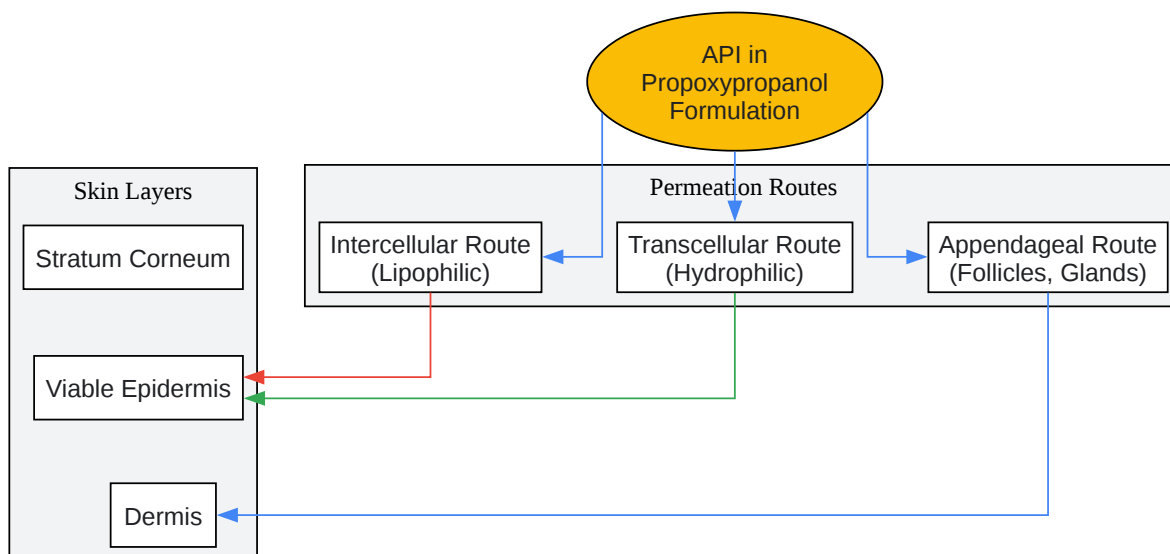 API in
Propoxypropanol
Formulation
Skin Layers
Permeation Routes
Stratum Corneum
Intercellular Route
(Lipophilic)
Transcellular Route
(Hydrophilic)
Appendageal Route
(Follicles, Glands)
Viable Epidermis
Dermis